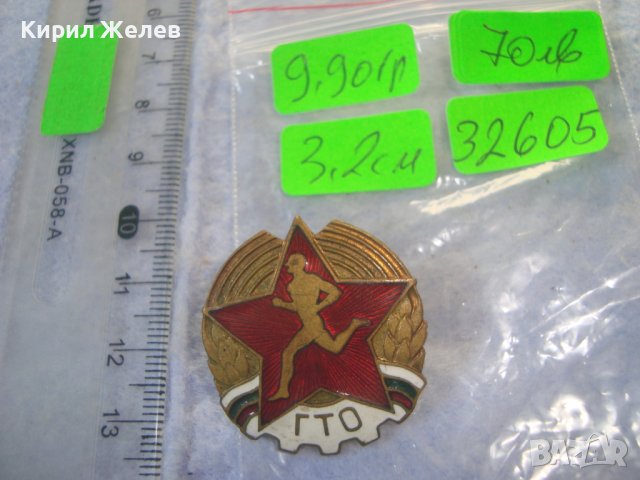 Кирил Желев
9,90гр
70лв
3,2см
32605
XNB-058-A
6
7
8
9
10
11
12
13
ГТО
BAZAR